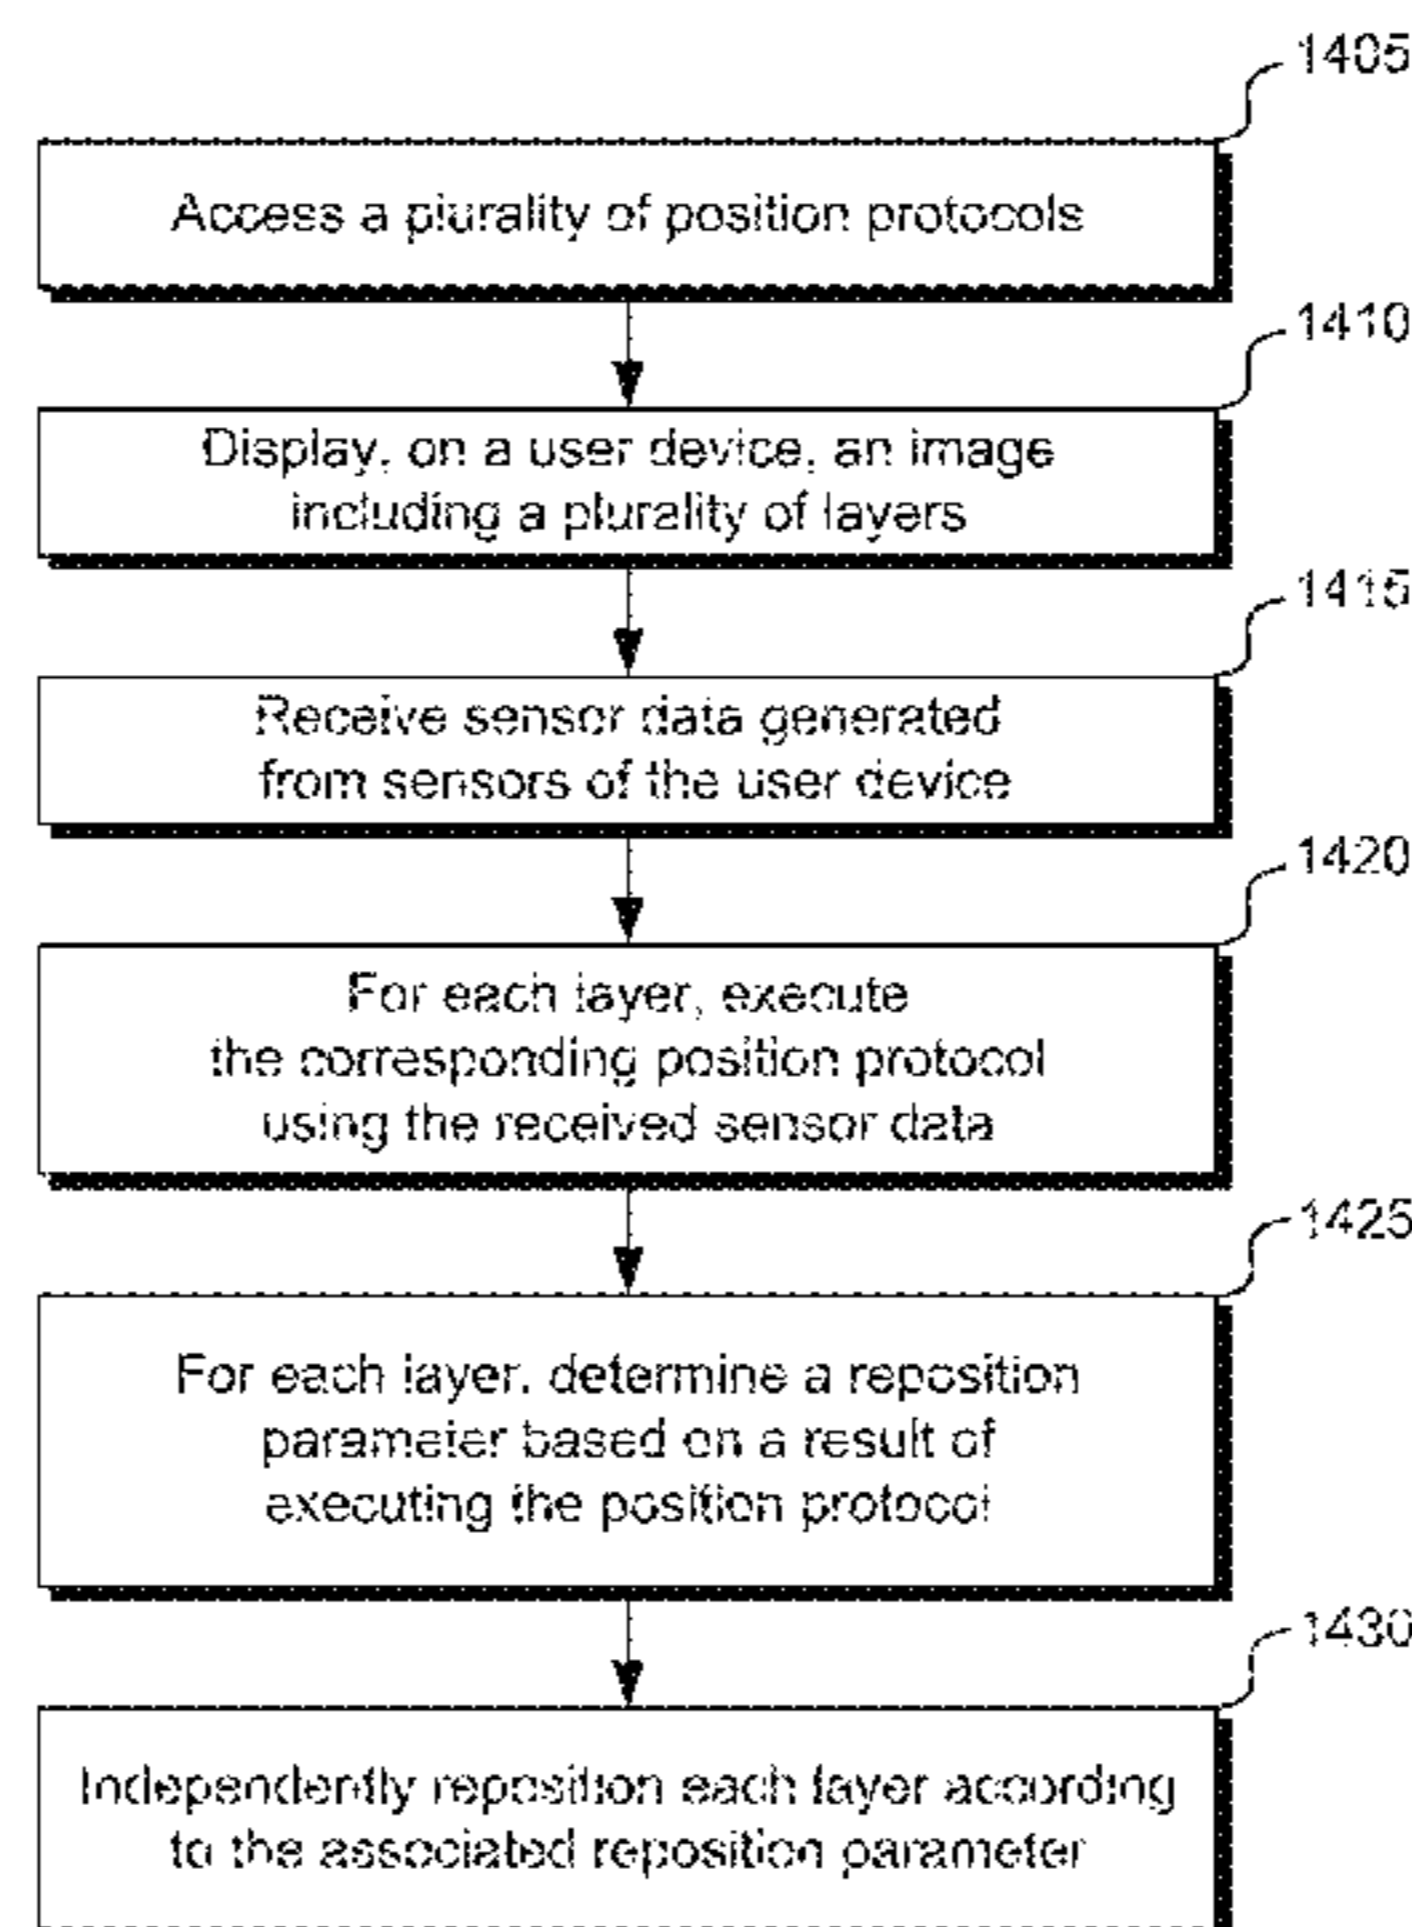 1405
Access a plurality of position protocols
1410
Display, on a user device, an image
including a plurality of layers
1415
Receive sensor data generated
from sensors of the user device
1420
For each layer, execute
the corresponding position protocol
using the received sensor data
1425
For each layer, determine a reposition
parameter based on a result of
executing the position protocol
1430
Independently reposition each layer according
to the associated reposition parameter